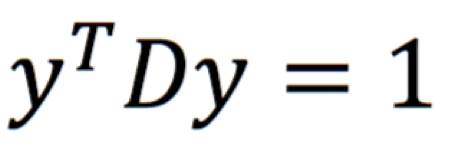 $y^T D y = 1$